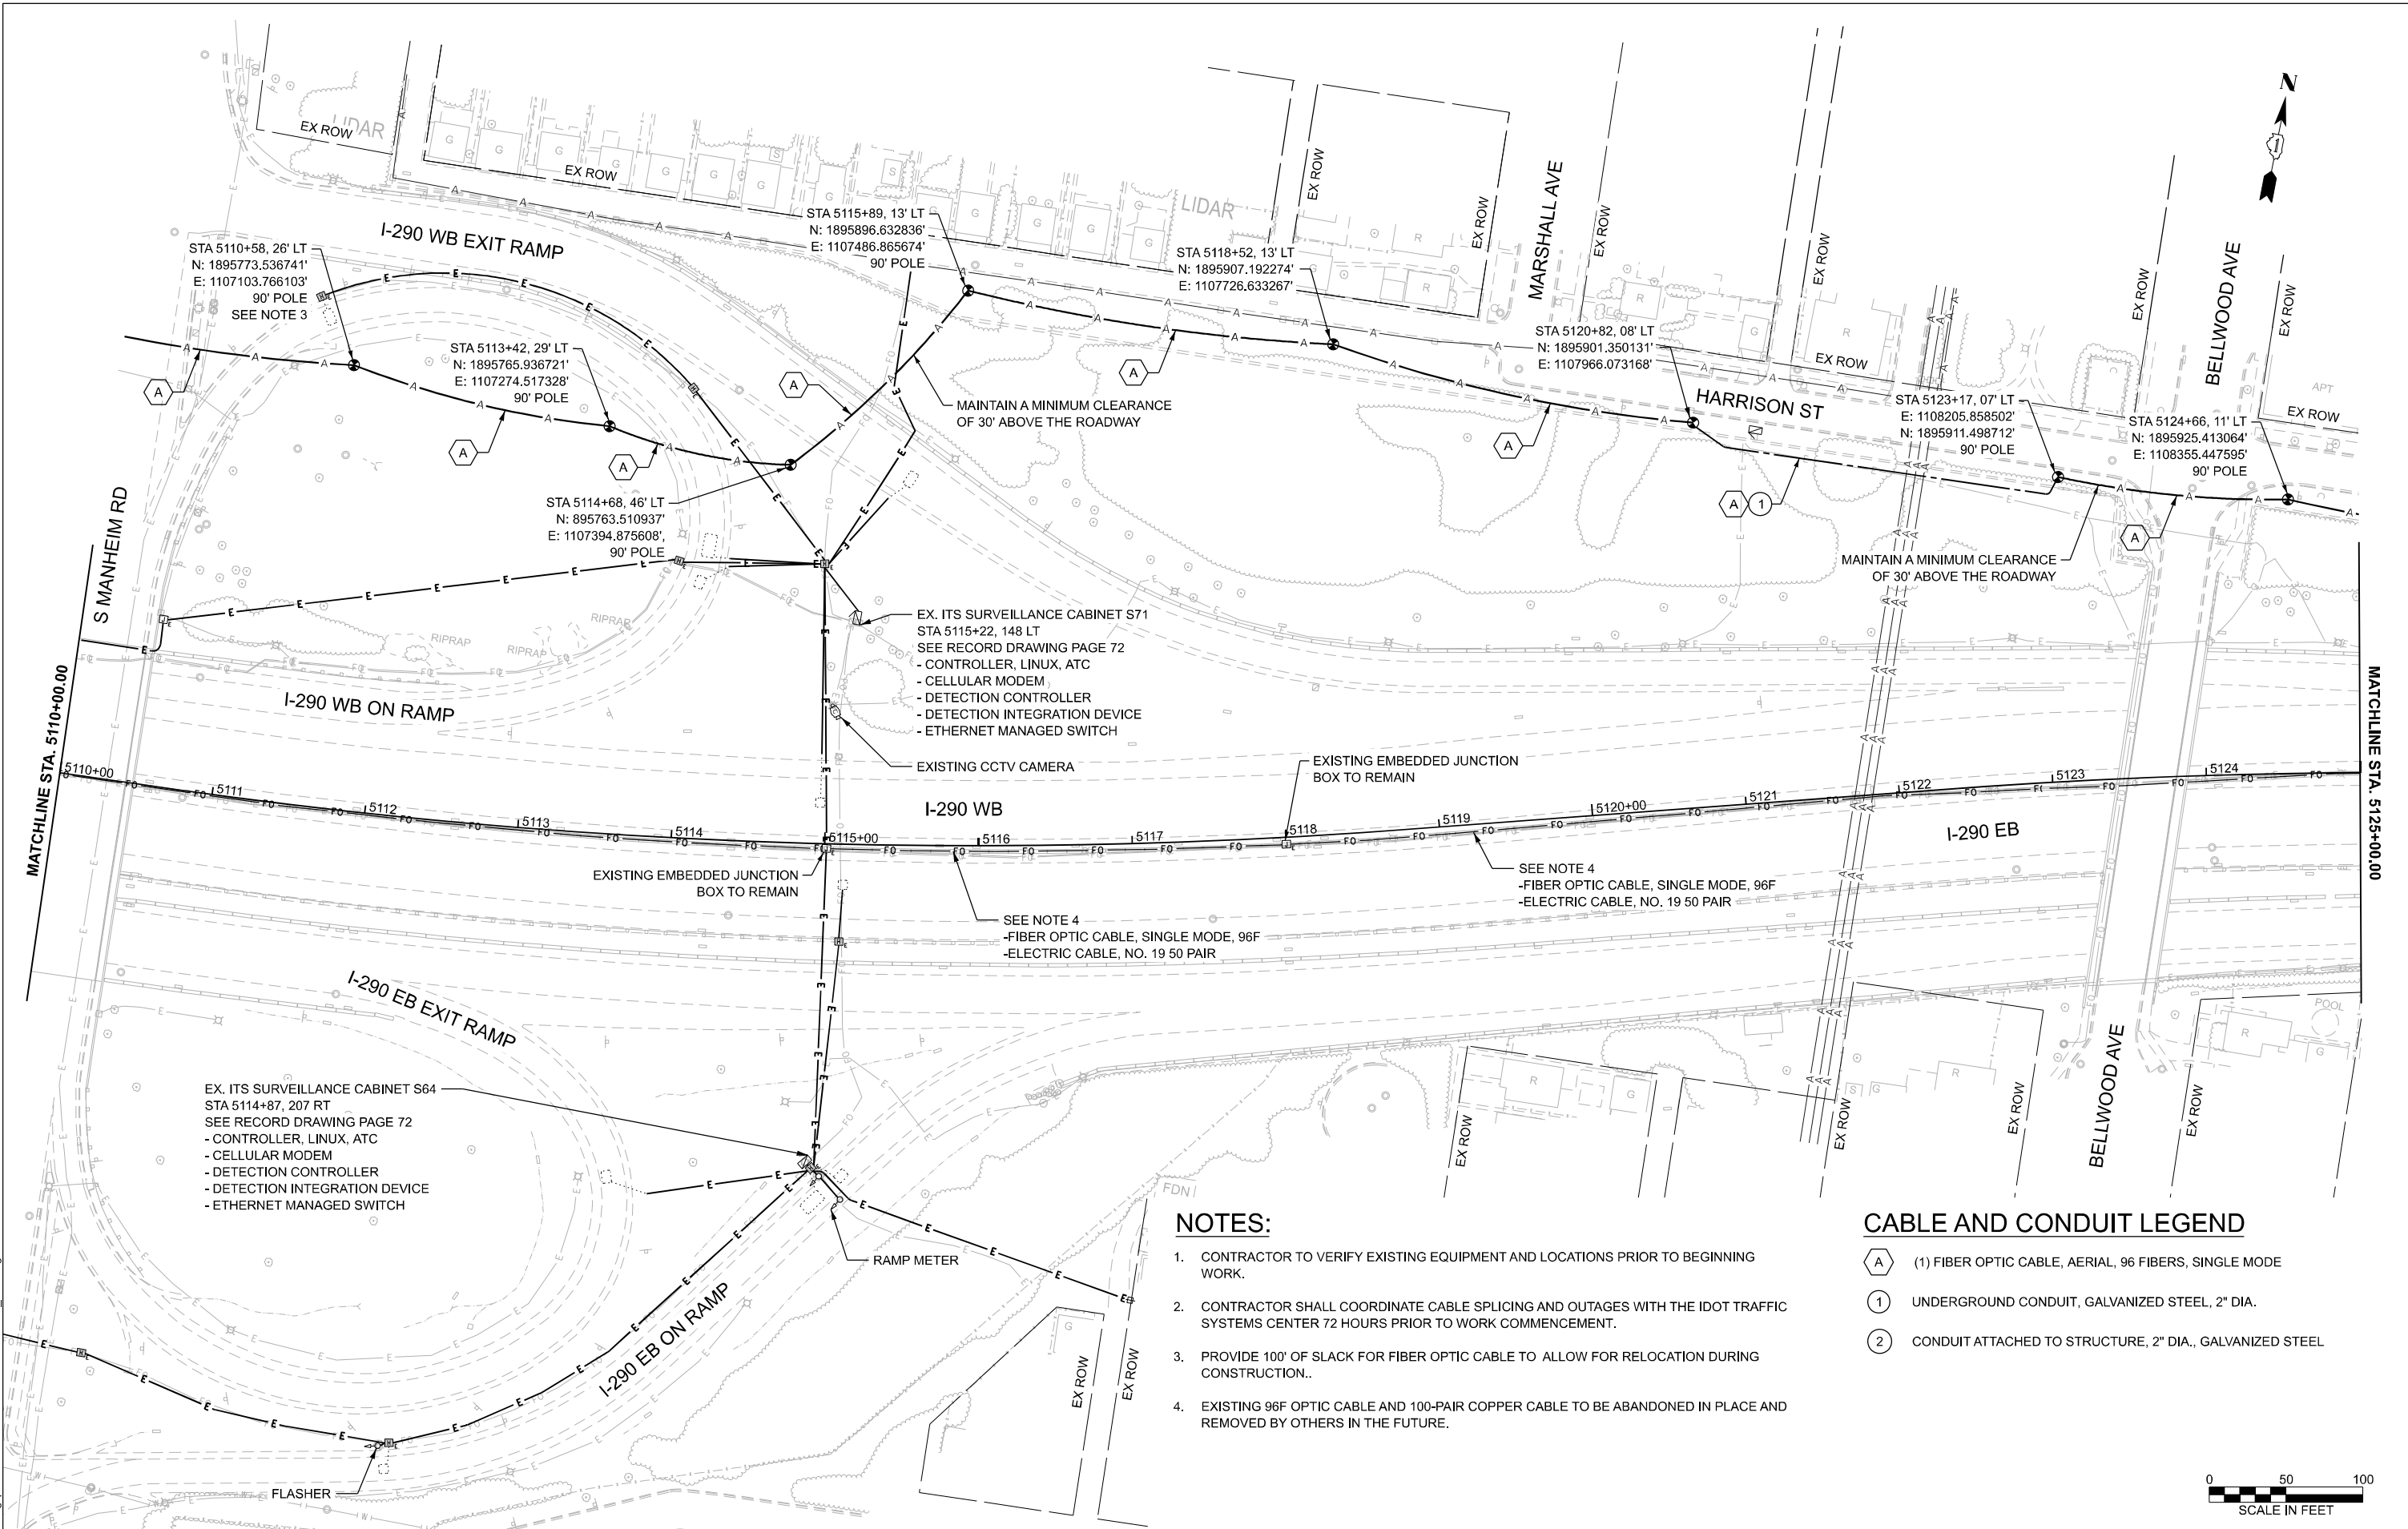 N
1
LIDAR
EX ROW
EX ROW
LIDAR
EX ROW
EX ROW
EX ROW
EX ROW
EX ROW
EX ROW
EX ROW
EX ROW
EX ROW
MARSHALL AVE
BELLWOOD AVE
HARRISON ST
APT
I-290 WB EXIT RAMP
STA 5110+58, 26' LT
N: 1895773.536741'
E: 1107103.766103'
90' POLE
SEE NOTE 3
STA 5113+42, 29' LT
N: 1895765.936721'
E: 1107274.517328'
90' POLE
STA 5114+68, 46' LT
N: 895763.510937'
E: 1107394.875608',
90' POLE
STA 5115+89, 13' LT
N: 1895896.632836'
E: 1107486.865674'
90' POLE
STA 5118+52, 13' LT
N: 1895907.192274'
E: 1107726.633267'
STA 5120+82, 08' LT
N: 1895901.350131'
E: 1107966.073168'
STA 5123+17, 07' LT
E: 1108205.858502'
N: 1895911.498712'
90' POLE
STA 5124+66, 11' LT
N: 1895925.413064'
E: 1108355.447595'
90' POLE
A
A
A
A
A
A
A 1
A
MAINTAIN A MINIMUM CLEARANCE
OF 30' ABOVE THE ROADWAY
MAINTAIN A MINIMUM CLEARANCE
OF 30' ABOVE THE ROADWAY
S MANHEIM RD
RIPRAP
RIPRAP
RIPRAP
EX. ITS SURVEILLANCE CABINET S71
STA 5115+22, 148 LT
SEE RECORD DRAWING PAGE 72
- CONTROLLER, LINUX, ATC
- CELLULAR MODEM
- DETECTION CONTROLLER
- DETECTION INTEGRATION DEVICE
- ETHERNET MANAGED SWITCH
EXISTING CCTV CAMERA
I-290 WB ON RAMP
MATCHLINE STA. 5110+00.00
MATCHLINE STA. 5125+00.00
EXISTING EMBEDDED JUNCTION
BOX TO REMAIN
I-290 WB
I-290 EB
5110+00
5111
5112
5113
5114
5115+00
5116
5117
5118
5119
5120+00
5121
5122
5123
5124
EXISTING EMBEDDED JUNCTION
BOX TO REMAIN
SEE NOTE 4
-FIBER OPTIC CABLE, SINGLE MODE, 96F
-ELECTRIC CABLE, NO. 19 50 PAIR
SEE NOTE 4
-FIBER OPTIC CABLE, SINGLE MODE, 96F
-ELECTRIC CABLE, NO. 19 50 PAIR
I-290 EB EXIT RAMP
EX. ITS SURVEILLANCE CABINET S64
STA 5114+87, 207 RT
SEE RECORD DRAWING PAGE 72
- CONTROLLER, LINUX, ATC
- CELLULAR MODEM
- DETECTION CONTROLLER
- DETECTION INTEGRATION DEVICE
- ETHERNET MANAGED SWITCH
RAMP METER
I-290 EB ON RAMP
FLASHER
FDN
POOL
BELLWOOD AVE
EX ROW
EX ROW
EX ROW
EX ROW
EX ROW
EX ROW
NOTES:
1. CONTRACTOR TO VERIFY EXISTING EQUIPMENT AND LOCATIONS PRIOR TO BEGINNING
WORK.
2. CONTRACTOR SHALL COORDINATE CABLE SPLICING AND OUTAGES WITH THE IDOT TRAFFIC
SYSTEMS CENTER 72 HOURS PRIOR TO WORK COMMENCEMENT.
3. PROVIDE 100' OF SLACK FOR FIBER OPTIC CABLE TO ALLOW FOR RELOCATION DURING
CONSTRUCTION..
4. EXISTING 96F OPTIC CABLE AND 100-PAIR COPPER CABLE TO BE ABANDONED IN PLACE AND
REMOVED BY OTHERS IN THE FUTURE.
CABLE AND CONDUIT LEGEND
A (1) FIBER OPTIC CABLE, AERIAL, 96 FIBERS, SINGLE MODE
1 UNDERGROUND CONDUIT, GALVANIZED STEEL, 2" DIA.
2 CONDUIT ATTACHED TO STRUCTURE, 2" DIA., GALVANIZED STEEL
0 50 100
SCALE IN FEET